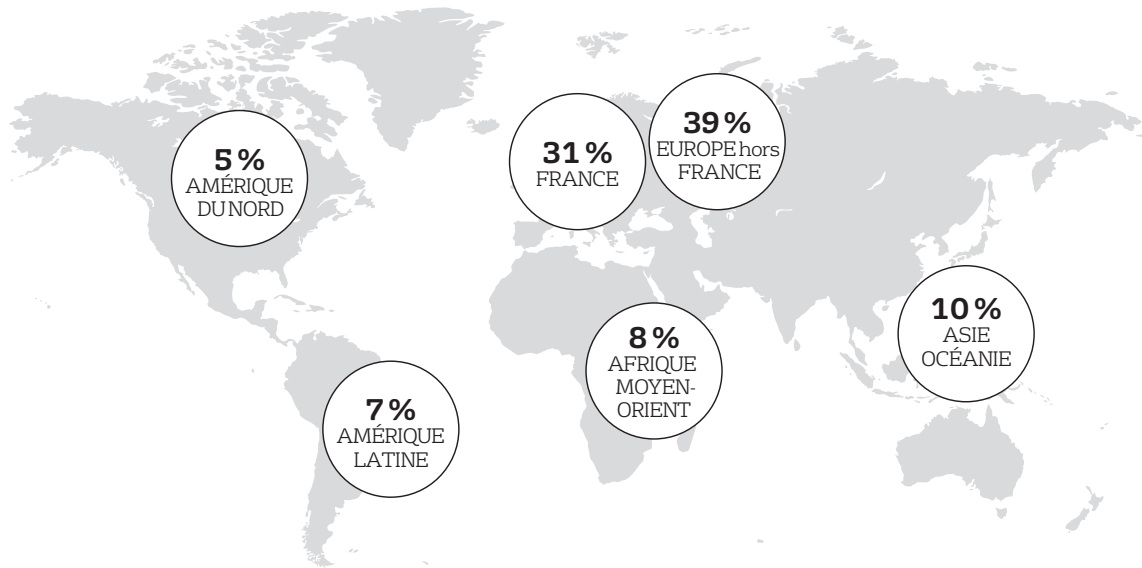 5 %
AMÉRIQUE
DU NORD
31 %
FRANCE
39 %
EUROPE hors
FRANCE
7 %
AMÉRIQUE
LATINE
8 %
AFRIQUE
MOYEN-
ORIENT
10 %
ASIE
OCÉANIE